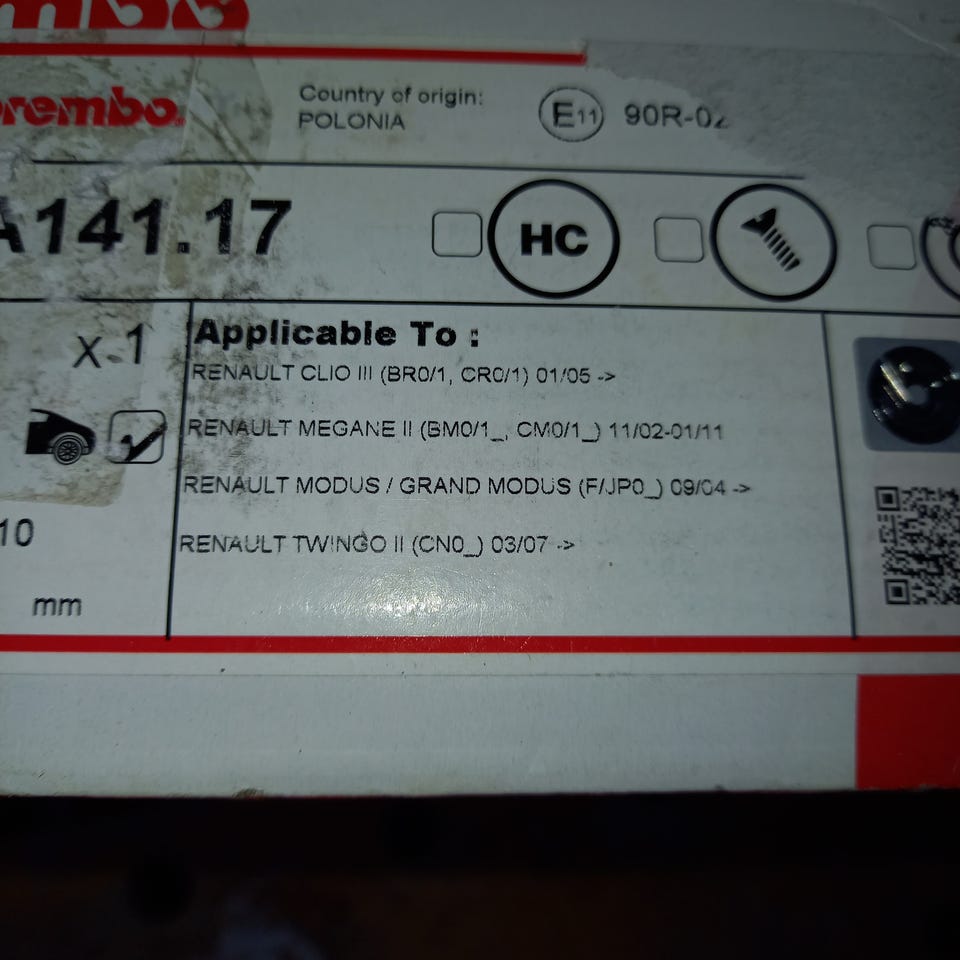 mbo
brembo
Country of origin:
POLONIA
E11 90R-02
A141.17
HC
x 1
Applicable To :
RENAULT CLIO III (BR0/1, CR0/1) 01/05 ->
RENAULT MEGANE II (BM0/1_, CM0/1_) 11/02-01/11
RENAULT MODUS / GRAND MODUS (F/JP0_) 09/04 ->
RENAULT TWINGO II (CN0_) 03/07 ->
10
mm